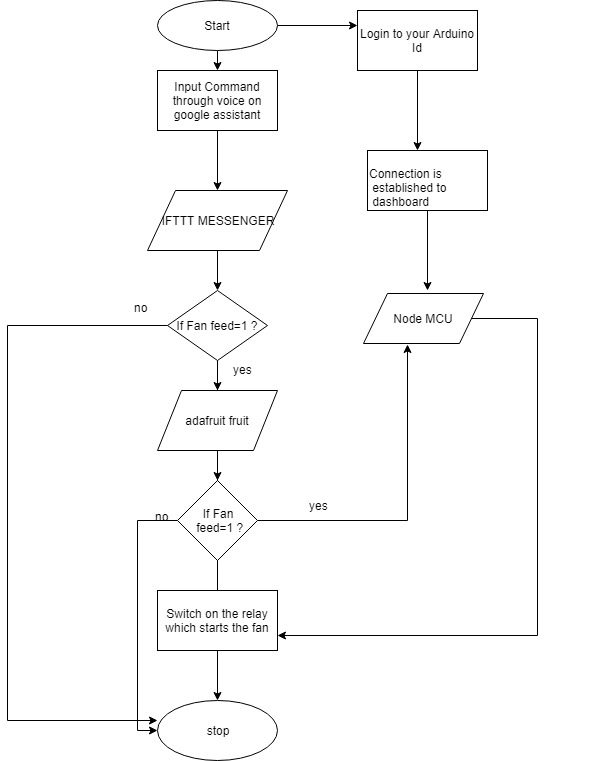 Start
Login to your Arduino
Id
Input Command
through voice on
google assistant
Connection is
established to
dashboard
IFTTT MESSENGER
Node MCU
no
If Fan feed=1 ?
yes
adafruit fruit
yes
no
If Fan
feed=1 ?
Switch on the relay
which starts the fan
stop